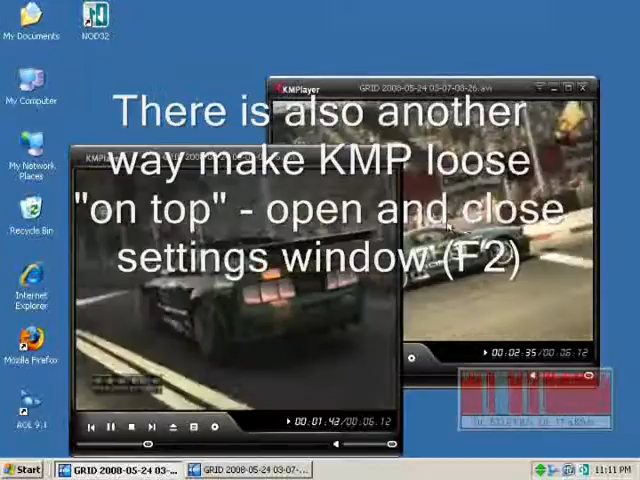 My Documents
NOD32
My Computer
My Network
Places
Recycle Bin
Internet
Explorer
Mozilla Firefox
AOL 9.1
KMPlayer
GRID 2008-05-24 03-07-08-26.avi
There is also another
way make KMP loose
"on top" - open and close
settings window (F2)
KMPlayer
00:02:35/00:06:12
00:01:43/00:06:12
Start
GRID 2008-05-24 03-...
GRID 2008-05-24 03-07-...
11:11 PM